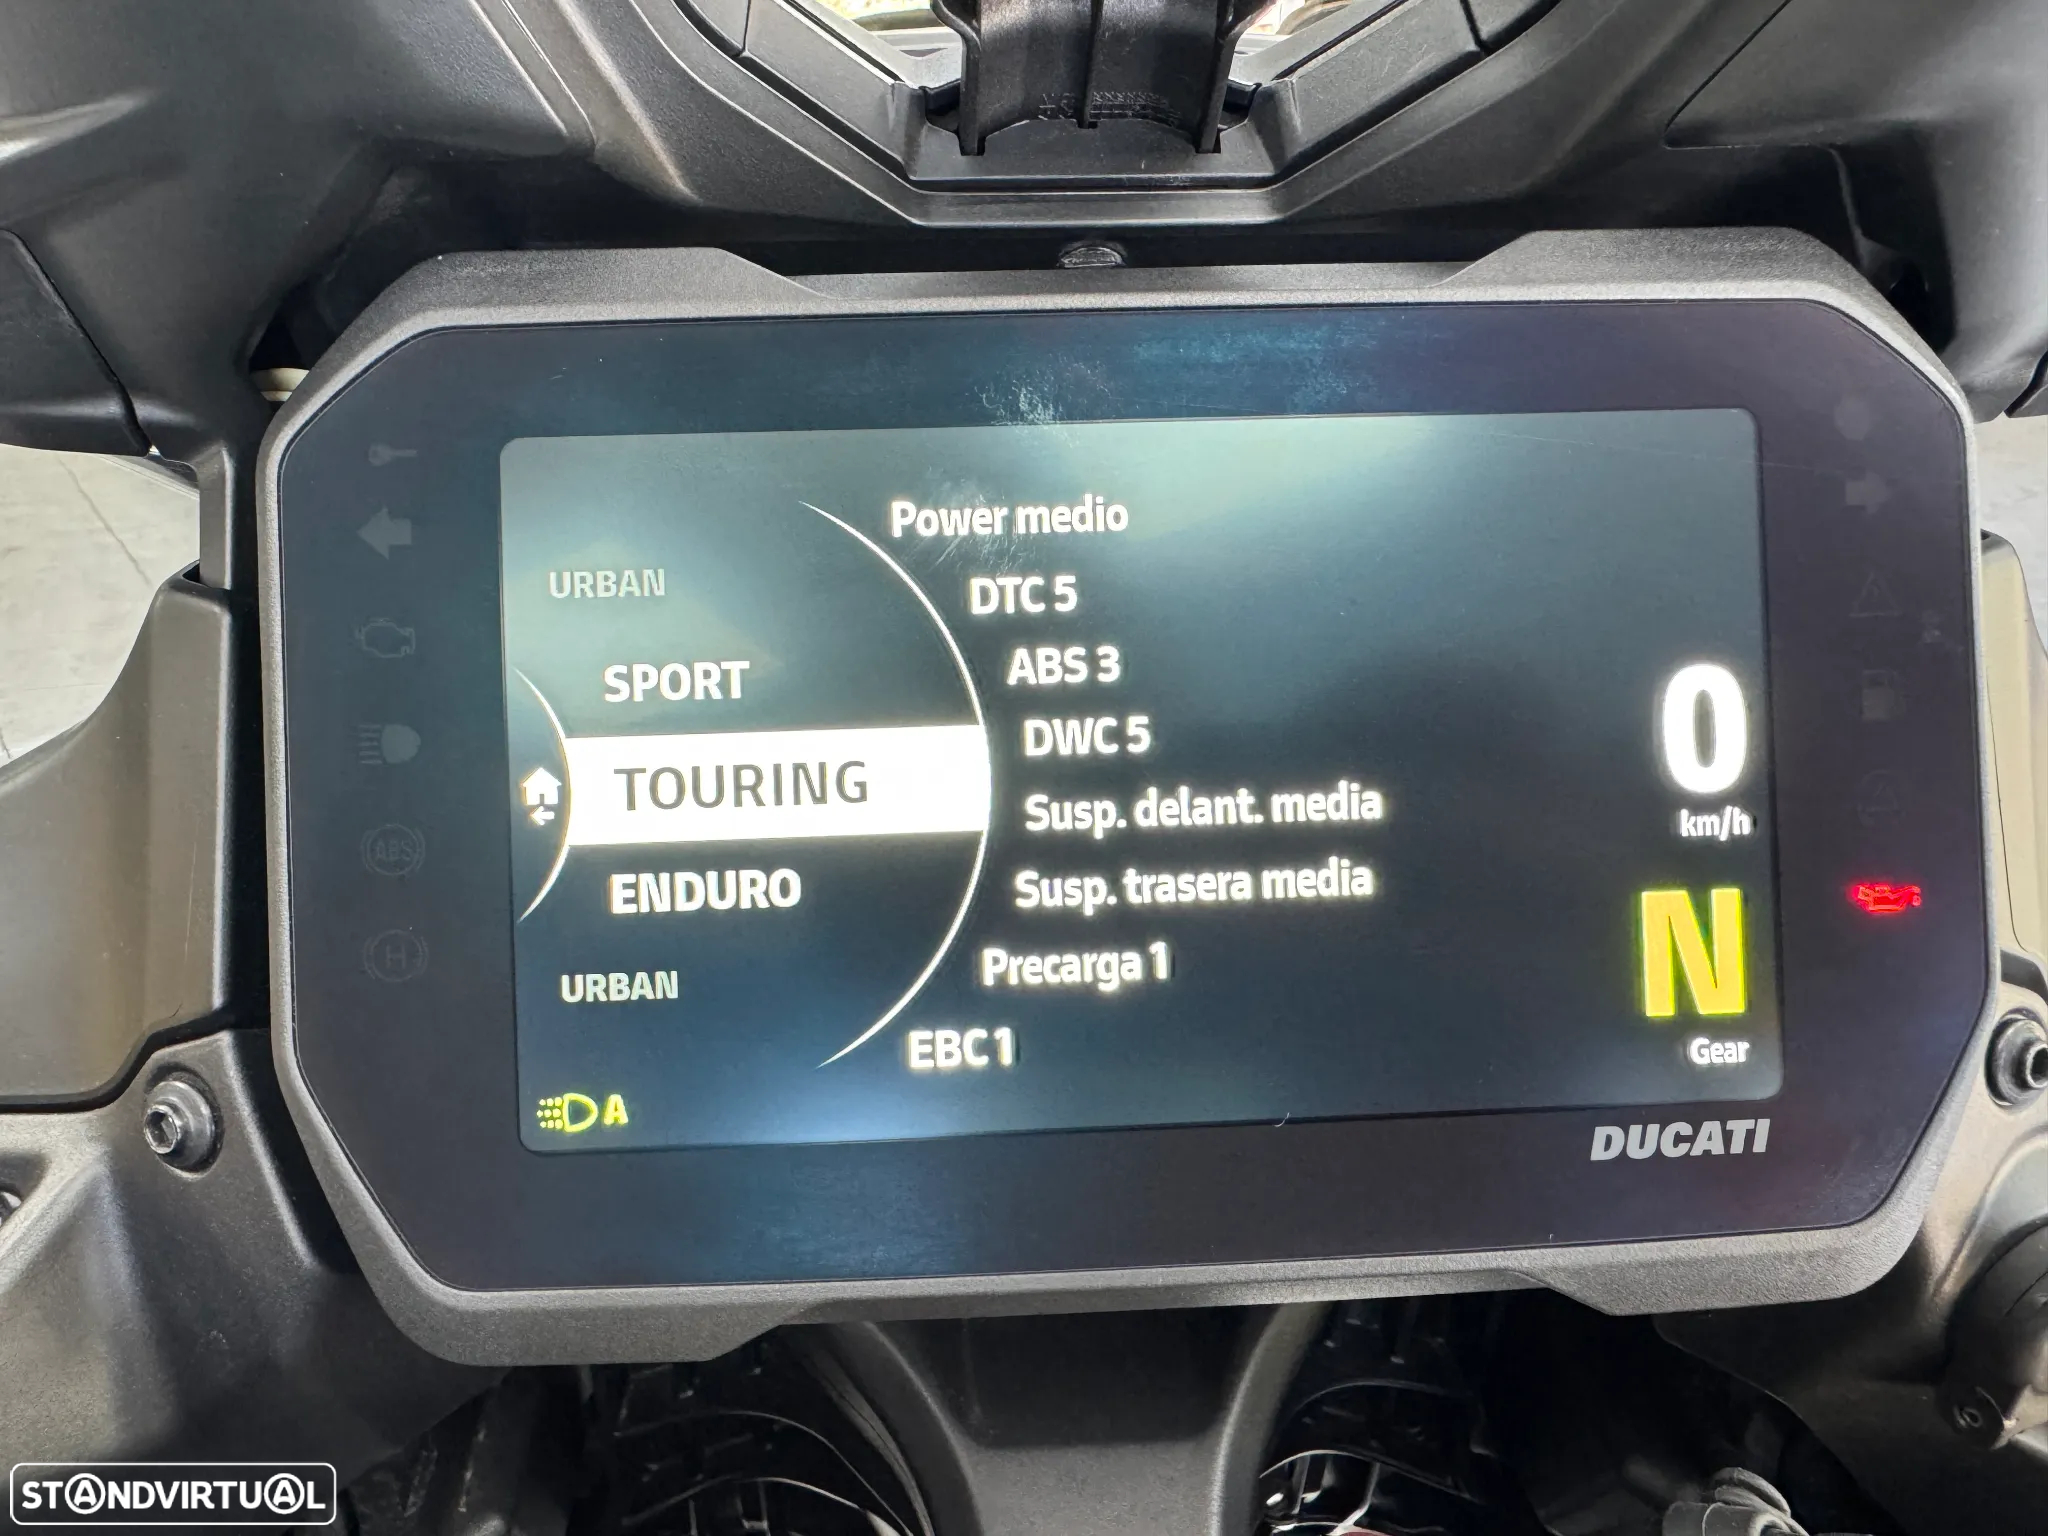 Power medio
URBAN
DTC 5
SPORT
ABS 3
DWC 5
TOURING
Susp. delant. media
ENDURO
Susp. trasera media
URBAN
Precarga 1
EBC 1
A
0
km/h
N
Gear
ABS
H
DUCATI
STANDVIRTUAL